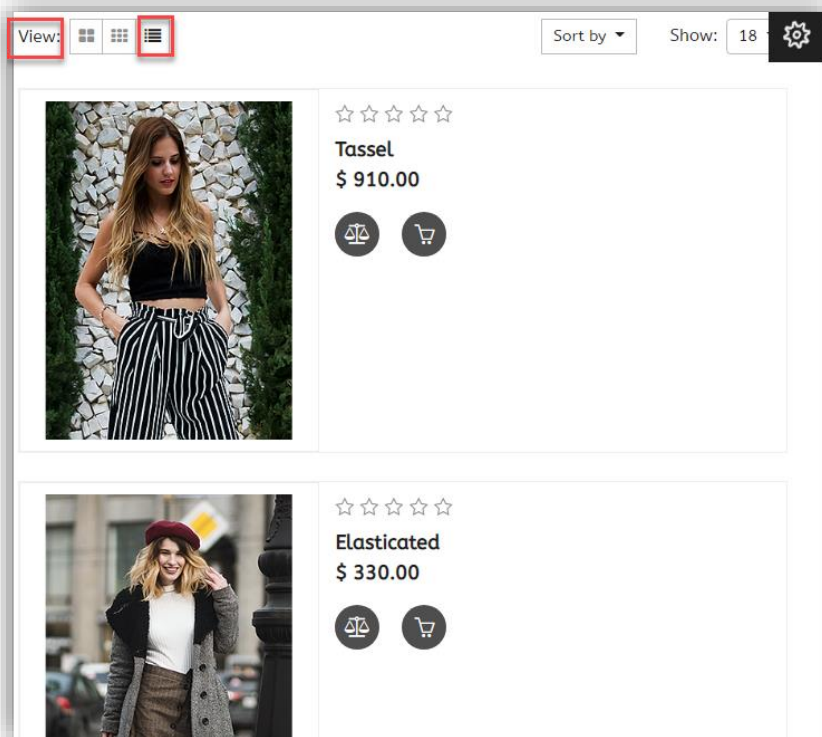 View: Sort by Show: 18
Tassel
$ 910.00
Elasticated
$ 330.00